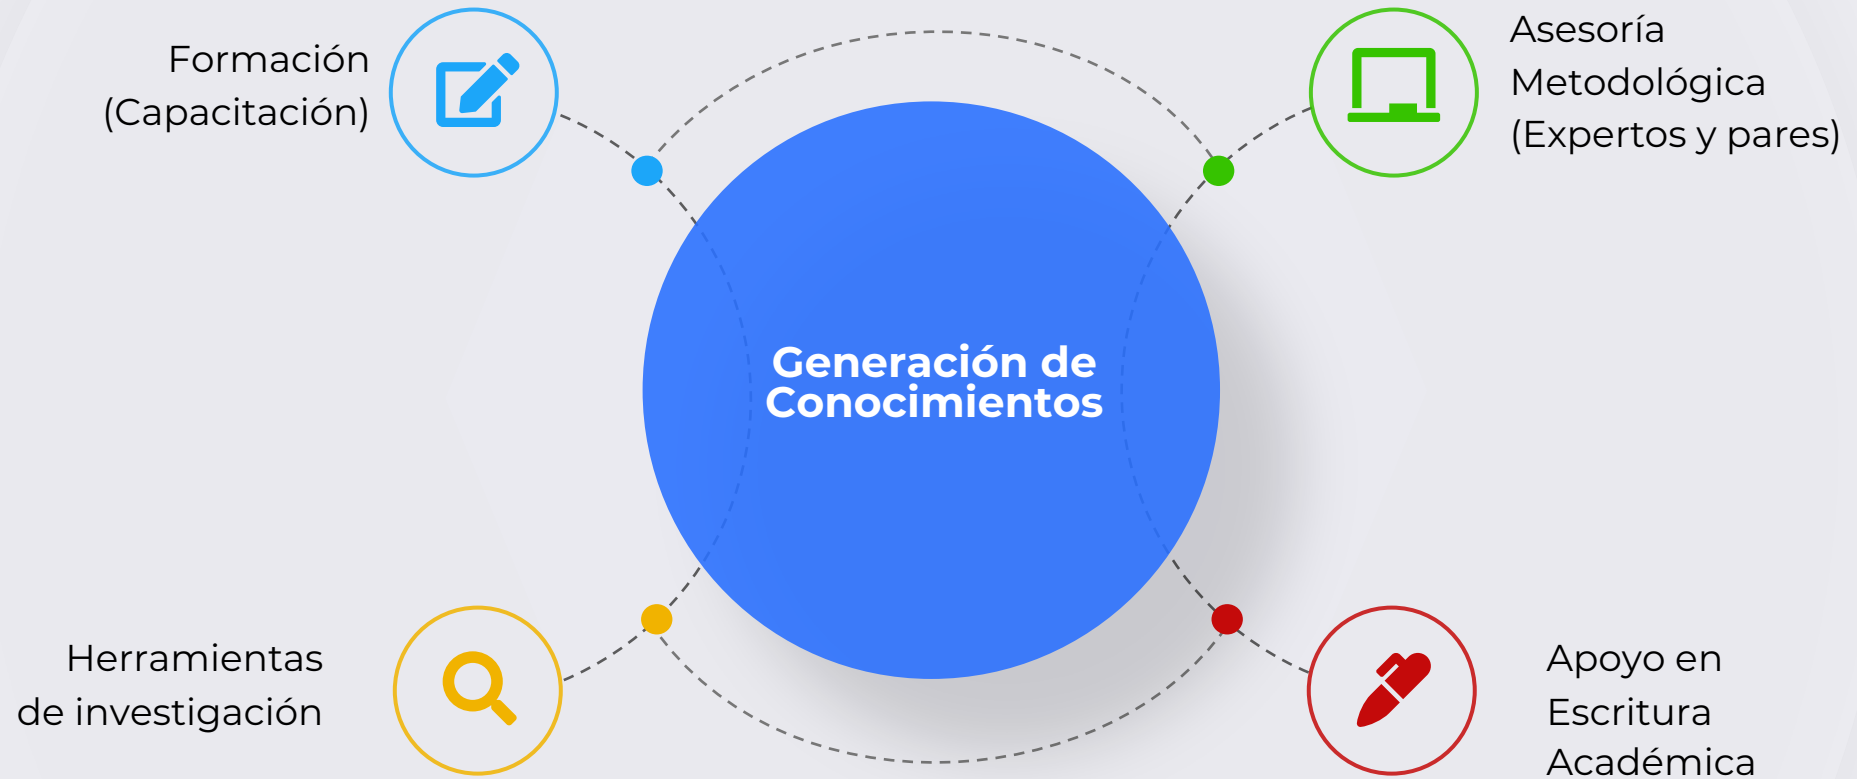 Formación
(Capacitación)
Asesoría
Metodológica
(Expertos y pares)
Generación de
Conocimientos
Herramientas
de investigación
Apoyo en
Escritura
Académica